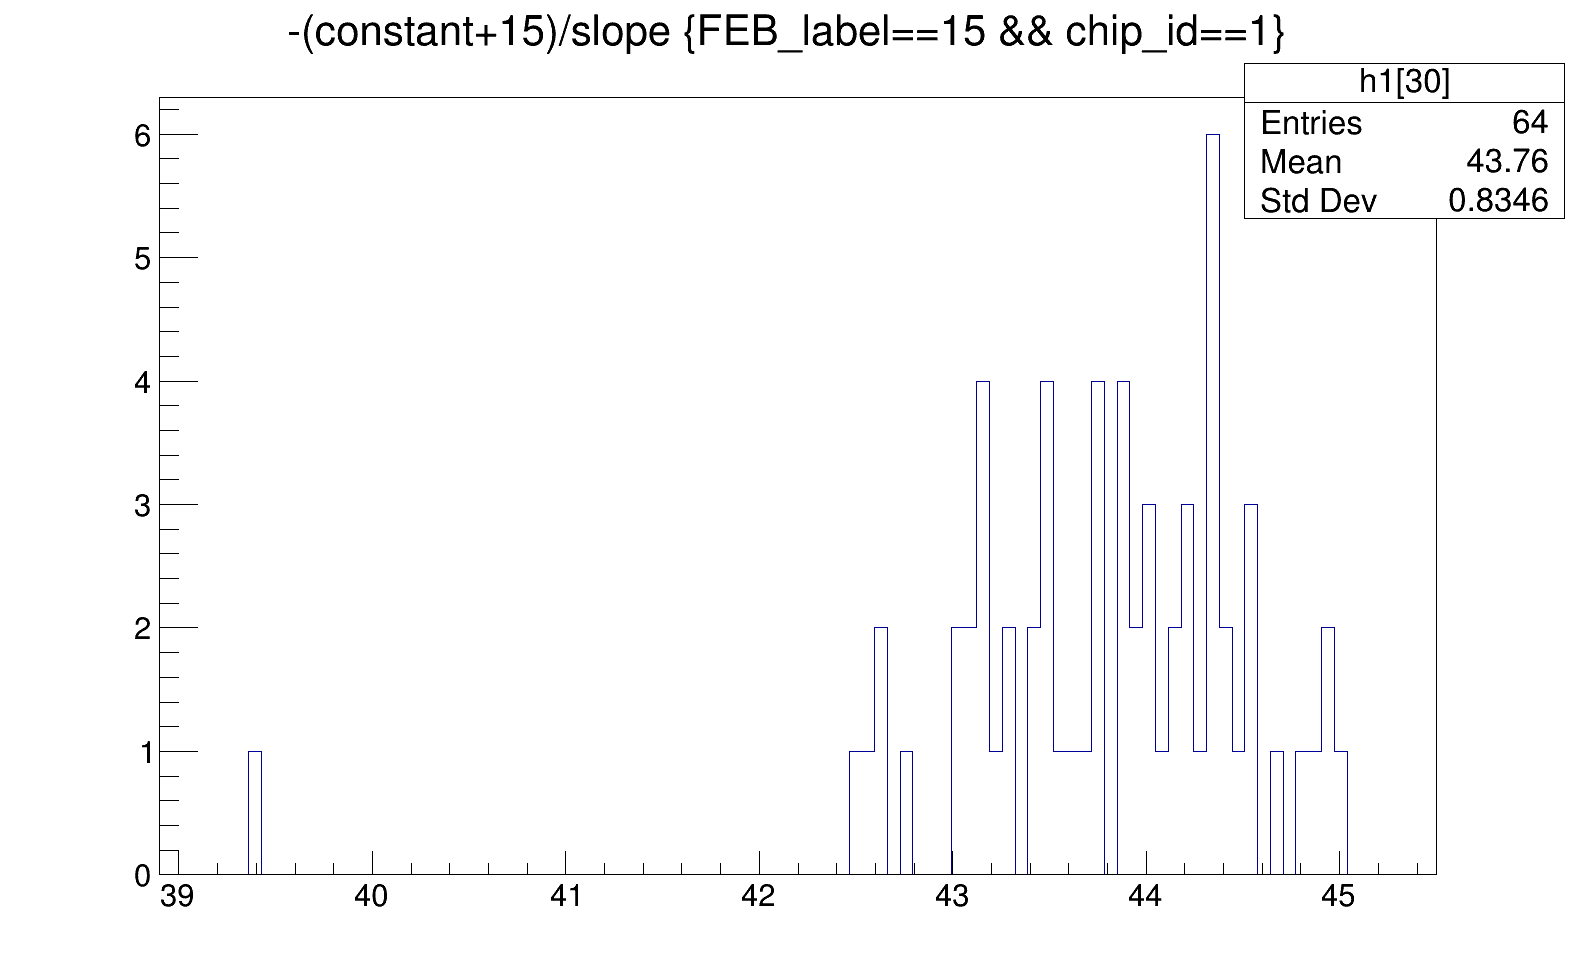 -(constant+15)/slope {FEB_label==15 && chip_id==1}
h1[30]
Entries 64
Mean 43.76
Std Dev 0.8346
6
5
4
3
2
1
0
39 40 41 42 43 44 45